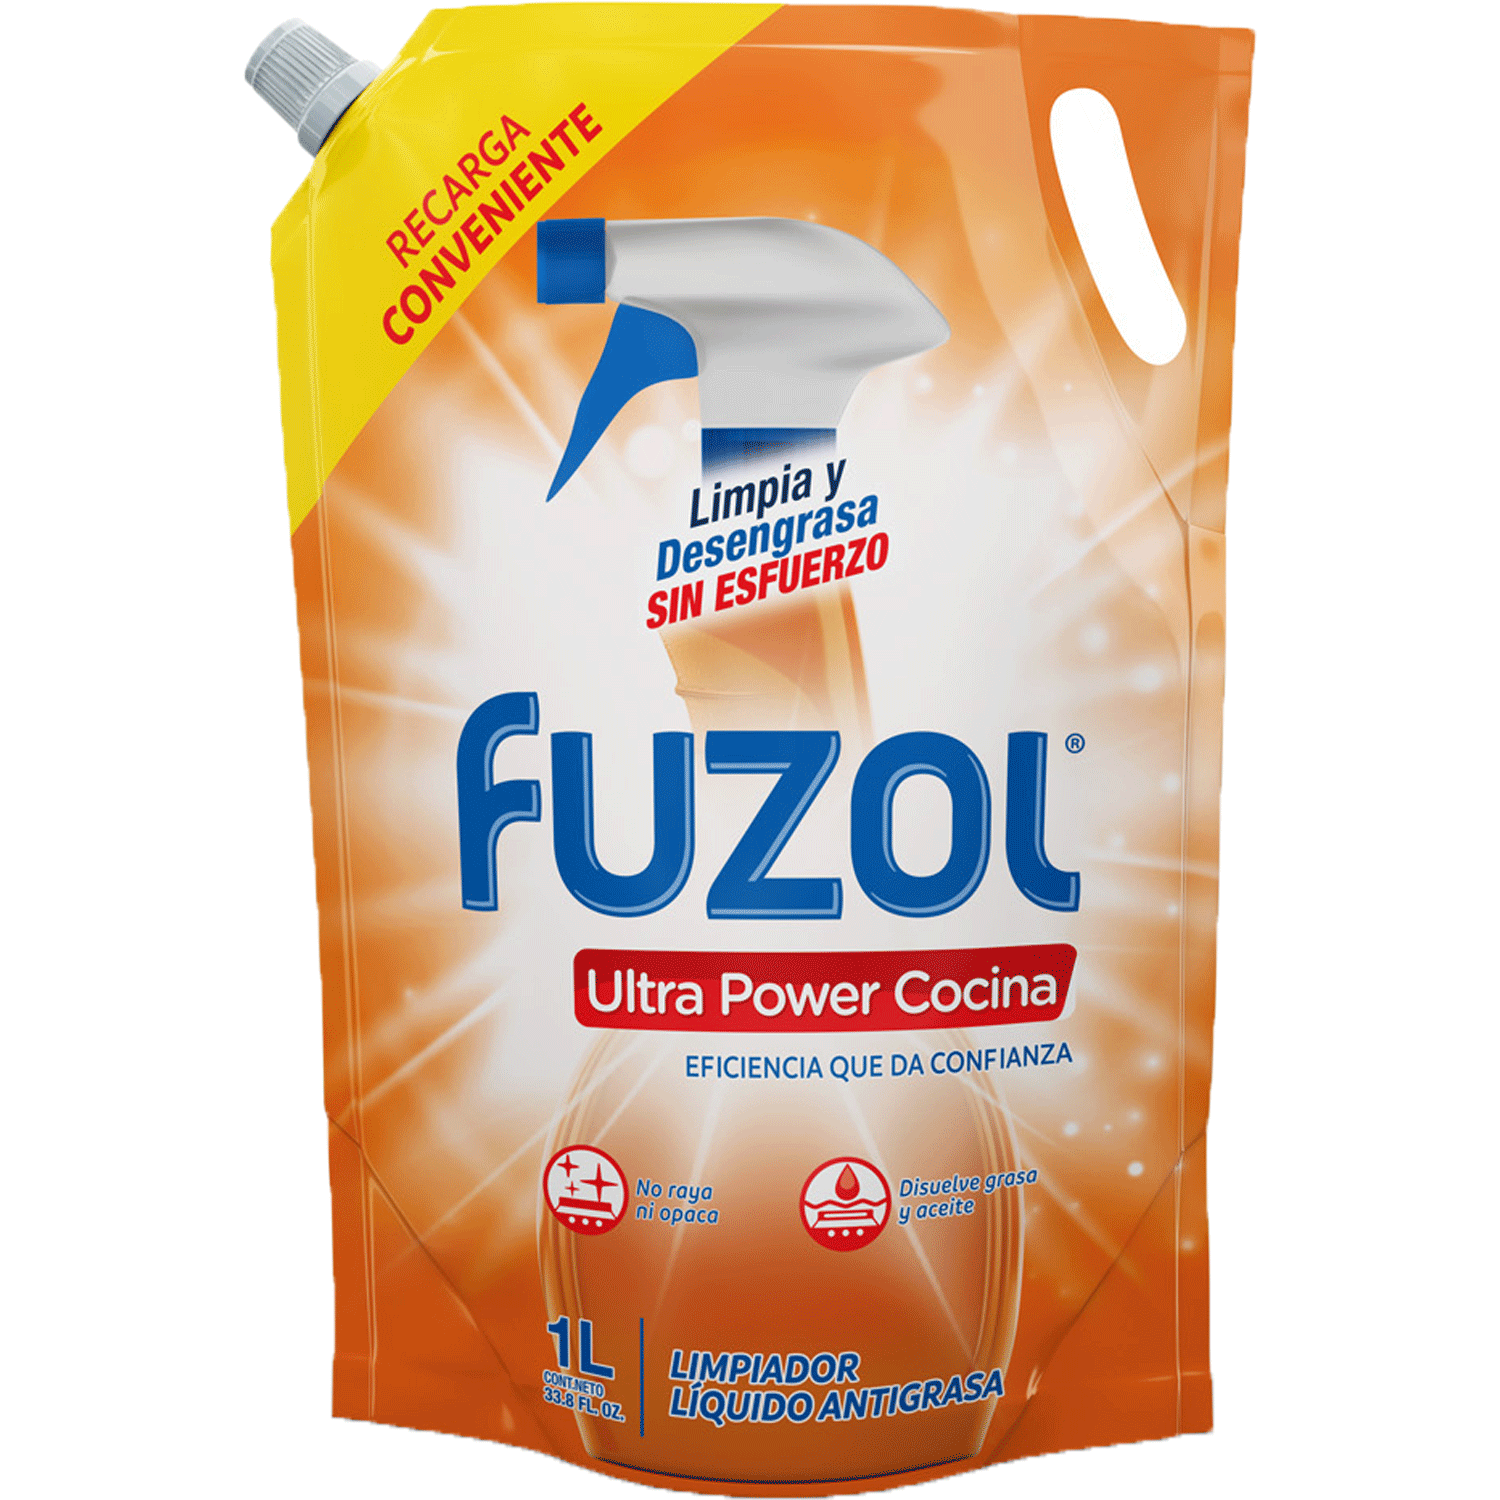 RECARGA
CONVENIENTE
Limpia y
Desengrasa
SIN ESFUERZO
FUZOL®
Ultra Power Cocina
EFICIENCIA QUE DA CONFIANZA
No raya
ni opaca
Disuelve grasa
y aceite
1L
CONT. NETO
33.8 FL. OZ.
LIMPIADOR
LÍQUIDO ANTIGRASA